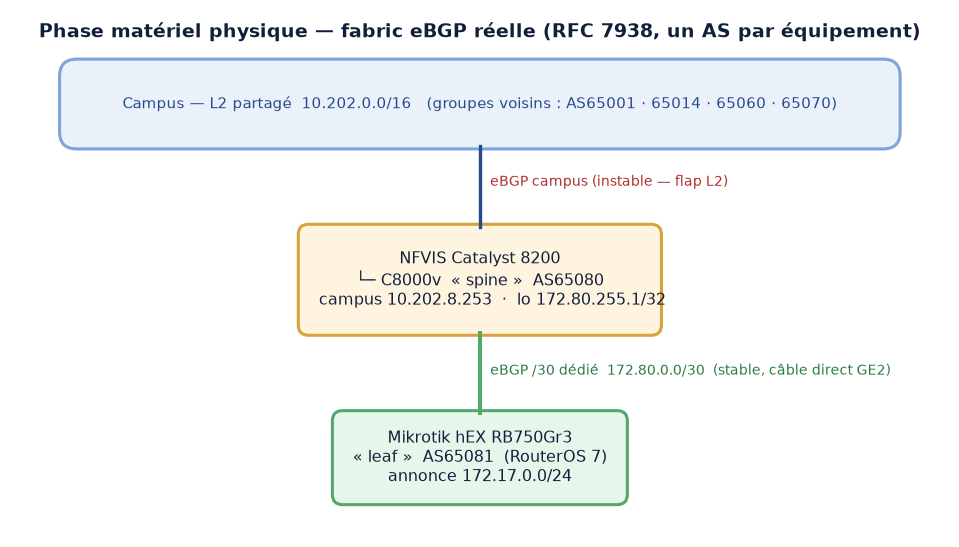 Phase matériel physique — fabric eBGP réelle (RFC 7938, un AS par équipement)
Campus — L2 partagé  10.202.0.0/16   (groupes voisins : AS65001 · 65014 · 65060 · 65070)
eBGP campus (instable — flap L2)
NFVIS Catalyst 8200
└─ C8000v  « spine »  AS65080
campus 10.202.8.253  ·  lo 172.80.255.1/32
eBGP /30 dédié  172.80.0.0/30  (stable, câble direct GE2)
Mikrotik hEX RB750Gr3
« leaf »  AS65081  (RouterOS 7)
annonce 172.17.0.0/24